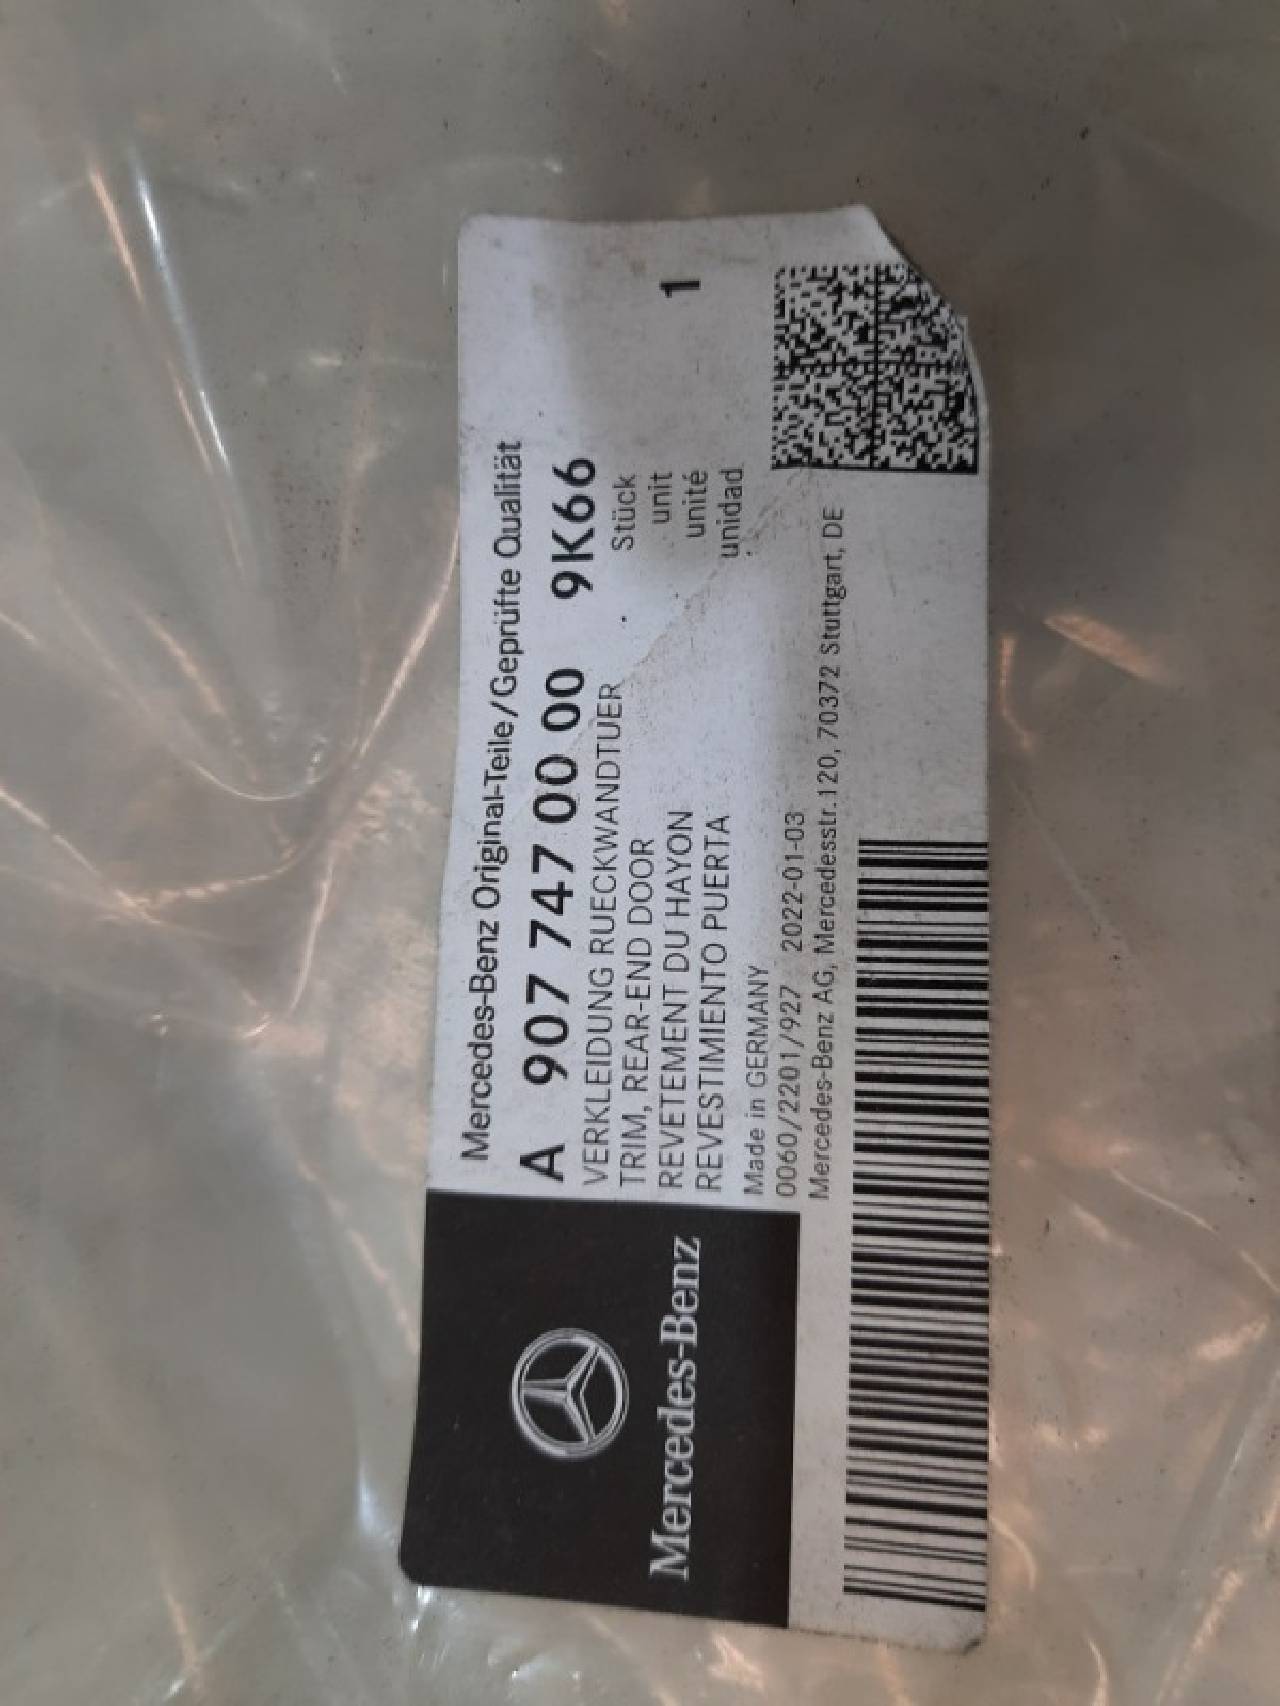 Mercedes-Benz Original-Teile/Geprüfte Qualität
A 907 747 00 00 9K66
VERKLEIDUNG RUECKWANDTUER
TRIM, REAR-END DOOR
REVETEMENT DU HAYON
REVESTIMIENTO PUERTA
Stück
unit
unité
unidad
1
Made in GERMANY
0060/2201/927 2022-01-03
Mercedes-Benz AG, Mercedesstr.120, 70372 Stuttgart, DE
Mercedes-Benz